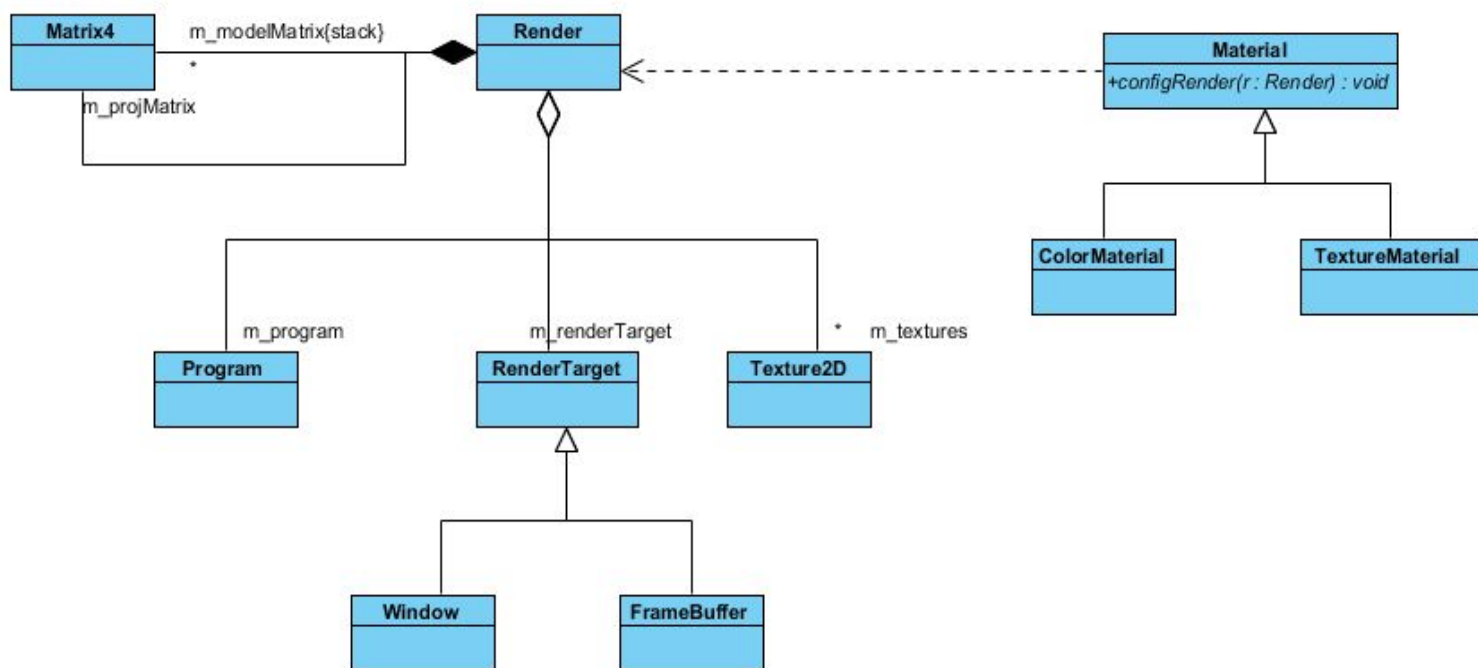 Matrix4
m_modelMatrix{stack}
*
m_projMatrix
Render
Material
+configRender(r : Render) : void
ColorMaterial
TextureMaterial
m_program
m_renderTarget
*
m_textures
Program
RenderTarget
Texture2D
Window
FrameBuffer